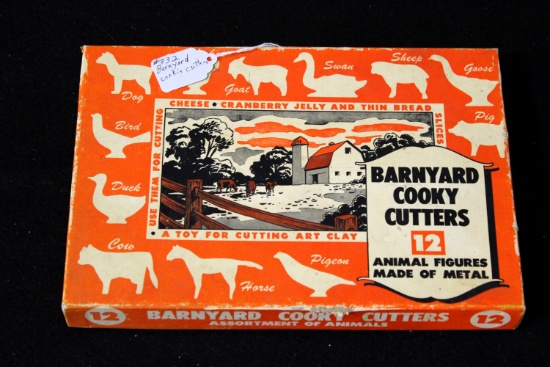 #332
Barnyard
cookie cutters
Dog
Goat
Swan
Sheep
Goose
Bird
Pig
Duck
Cow
Horse
Pigeon
USE THEM FOR CUTTING
CHEESE • CRANBERRY JELLY AND THIN BREAD
SLICES
A TOY FOR CUTTING ART CLAY
BARNYARD
COOKY
CUTTERS
12
ANIMAL FIGURES
MADE OF METAL
12 BARNYARD COOKY CUTTERS 12
ASSORTMENT OF ANIMALS